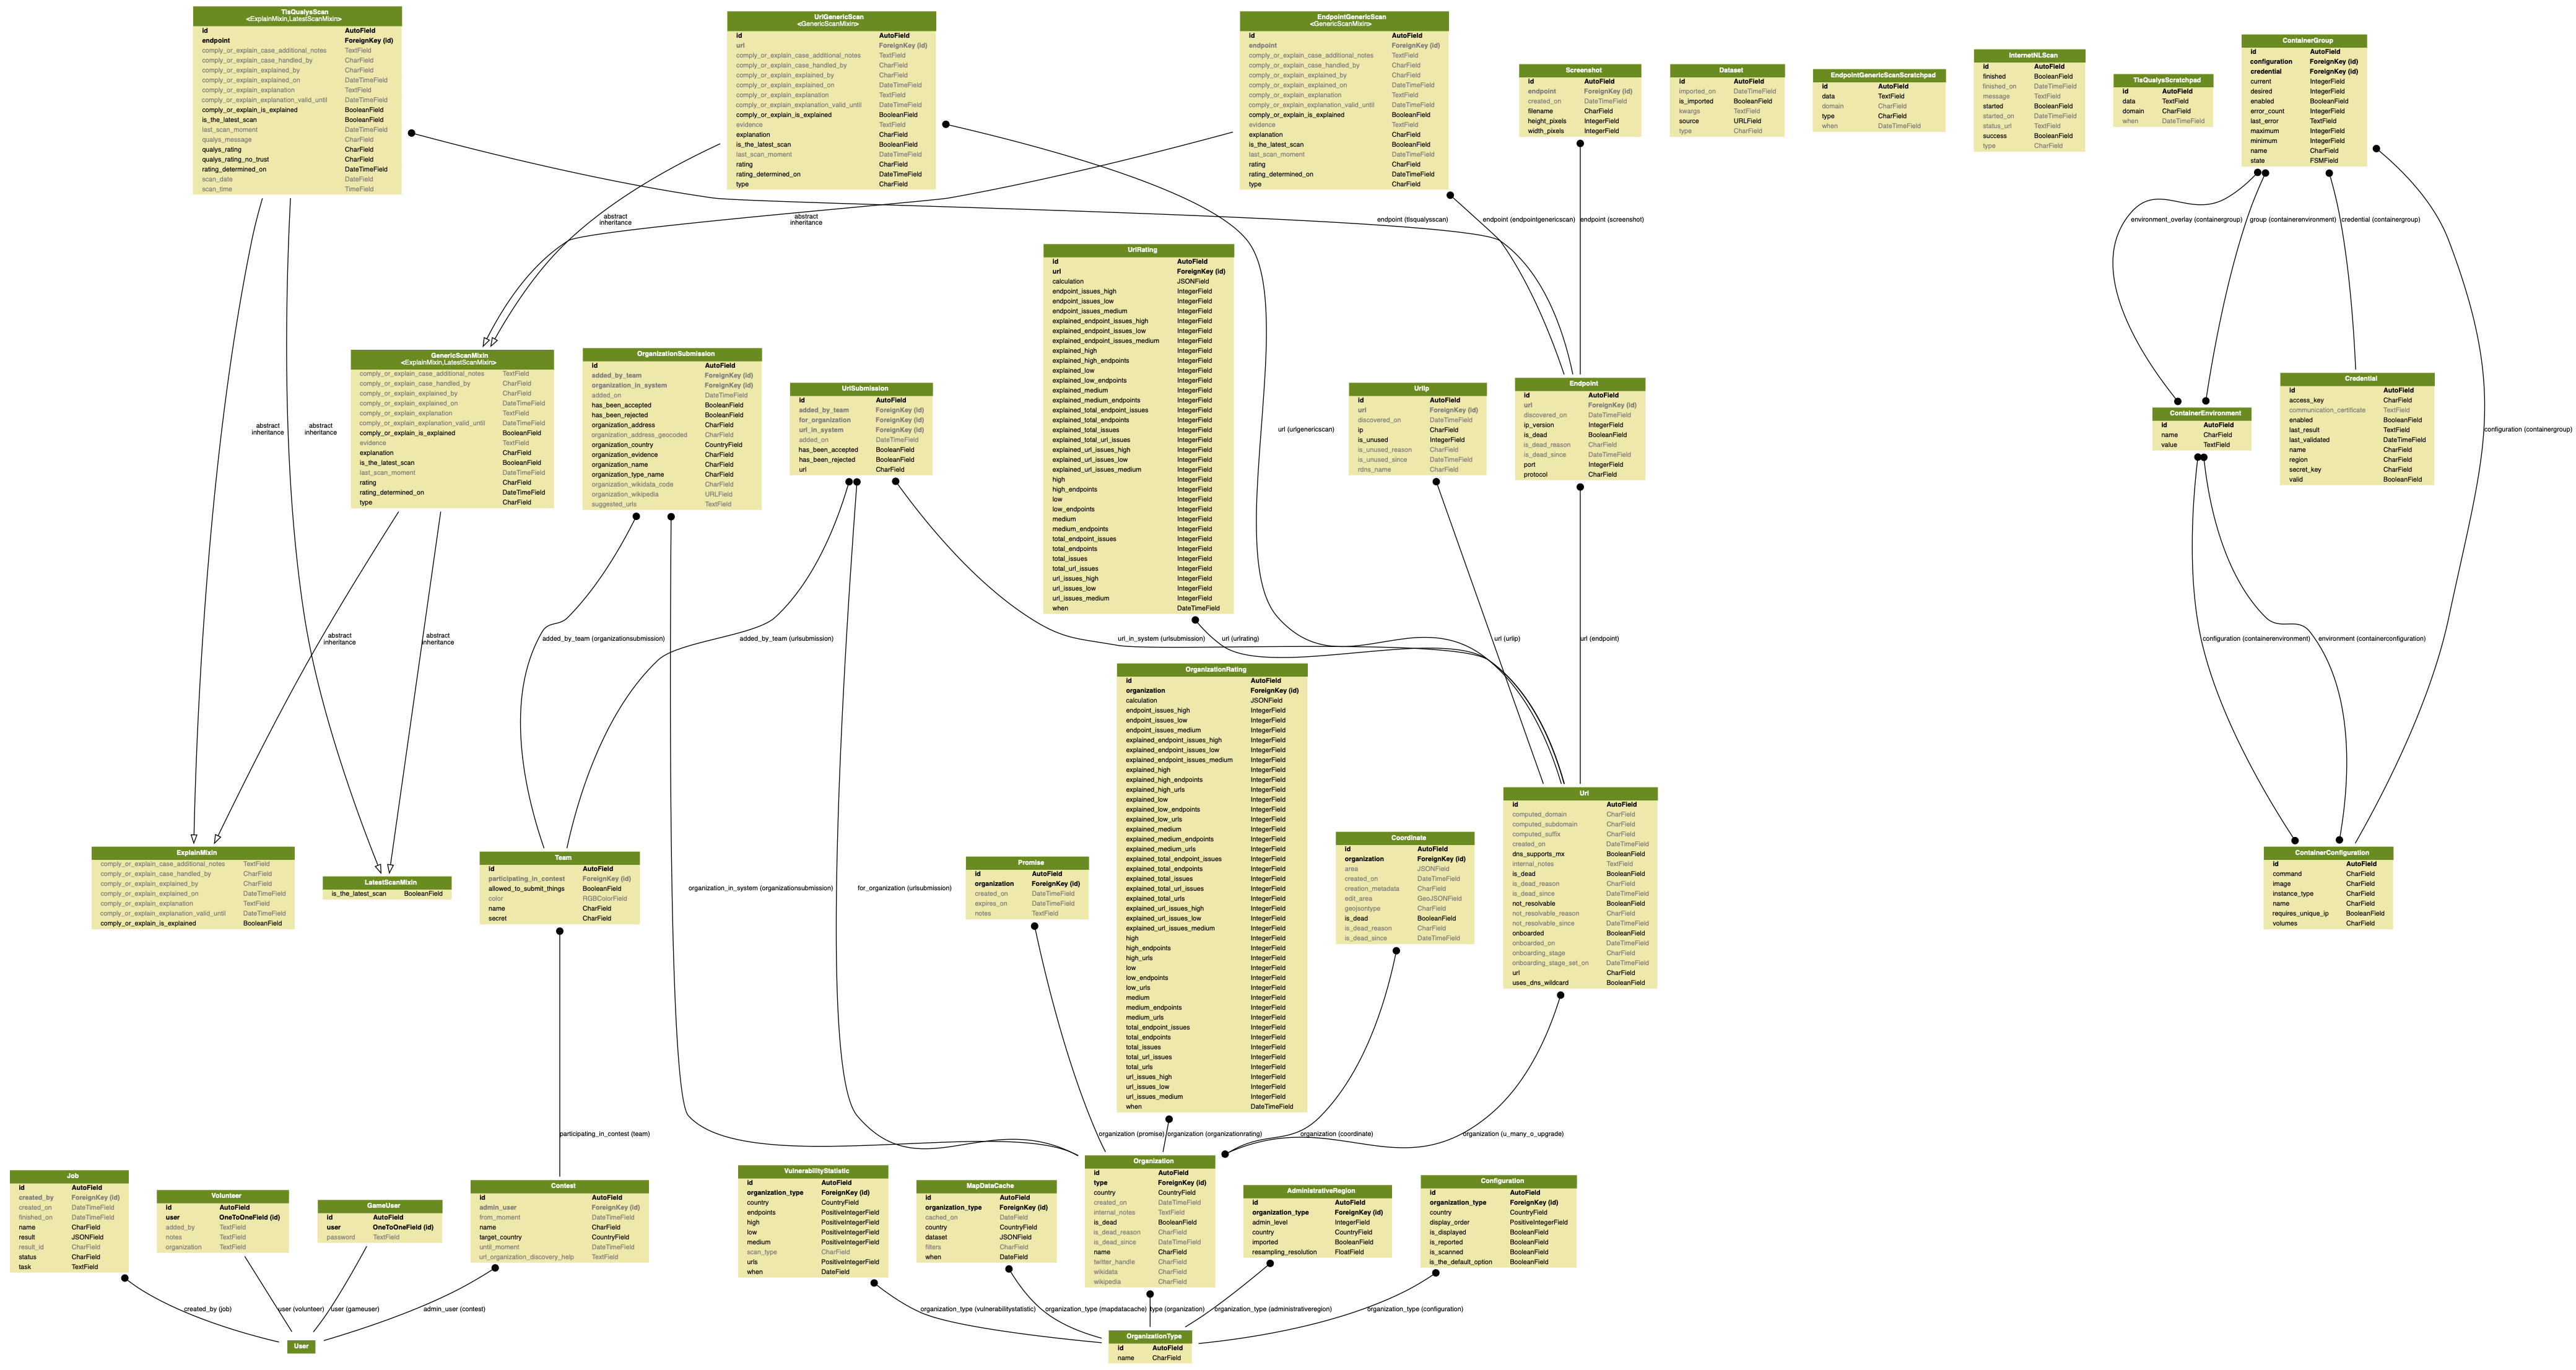 TlsQualysScan
<ExplainMixin,LatestScanMixin>
id AutoField
endpoint ForeignKey (id)
comply_or_explain_case_additional_notes TextField
comply_or_explain_case_handled_by CharField
comply_or_explain_explained_by CharField
comply_or_explain_explained_on DateTimeField
comply_or_explain_explanation TextField
comply_or_explain_explanation_valid_until DateTimeField
comply_or_explain_is_explained BooleanField
is_the_latest_scan BooleanField
last_scan_moment DateTimeField
qualys_message CharField
qualys_rating CharField
qualys_rating_no_trust CharField
rating_determined_on DateTimeField
scan_date DateField
scan_time TimeField
UrlGenericScan
<GenericScanMixin>
id AutoField
url ForeignKey (id)
comply_or_explain_case_additional_notes TextField
comply_or_explain_case_handled_by CharField
comply_or_explain_explained_by CharField
comply_or_explain_explained_on DateTimeField
comply_or_explain_explanation TextField
comply_or_explain_explanation_valid_until DateTimeField
comply_or_explain_is_explained BooleanField
evidence TextField
explanation CharField
is_the_latest_scan BooleanField
last_scan_moment DateTimeField
rating CharField
rating_determined_on DateTimeField
type CharField
EndpointGenericScan
<GenericScanMixin>
id AutoField
endpoint ForeignKey (id)
comply_or_explain_case_additional_notes TextField
comply_or_explain_case_handled_by CharField
comply_or_explain_explained_by CharField
comply_or_explain_explained_on DateTimeField
comply_or_explain_explanation TextField
comply_or_explain_explanation_valid_until DateTimeField
comply_or_explain_is_explained BooleanField
evidence TextField
explanation CharField
is_the_latest_scan BooleanField
last_scan_moment DateTimeField
rating CharField
rating_determined_on DateTimeField
type CharField
Screenshot
id AutoField
endpoint ForeignKey (id)
created_on DateTimeField
filename CharField
height_pixels IntegerField
width_pixels IntegerField
Dataset
id AutoField
imported_on DateTimeField
is_imported BooleanField
kwargs TextField
source URLField
type CharField
EndpointGenericScanScratchpad
id AutoField
data TextField
domain CharField
type CharField
when DateTimeField
InternetNLScan
id AutoField
finished BooleanField
finished_on DateTimeField
message TextField
started BooleanField
started_on DateTimeField
status_url TextField
success BooleanField
type CharField
TlsQualysScratchpad
id AutoField
data TextField
domain CharField
when DateTimeField
ContainerGroup
id AutoField
configuration ForeignKey (id)
credential ForeignKey (id)
current IntegerField
desired IntegerField
enabled BooleanField
error_count IntegerField
last_error TextField
maximum IntegerField
minimum IntegerField
name CharField
state FSMField
abstract
inheritance
abstract
inheritance
endpoint (tlsqualysscan)
endpoint (endpointgenericscan)
endpoint (screenshot)
environment_overlay (containergroup)
group (containerenvironment)
credential (containergroup)
UrlRating
id AutoField
url ForeignKey (id)
calculation JSONField
endpoint_issues_high IntegerField
endpoint_issues_low IntegerField
endpoint_issues_medium IntegerField
explained_endpoint_issues_high IntegerField
explained_endpoint_issues_low IntegerField
explained_endpoint_issues_medium IntegerField
explained_high IntegerField
explained_high_endpoints IntegerField
explained_low IntegerField
explained_low_endpoints IntegerField
explained_medium IntegerField
explained_medium_endpoints IntegerField
explained_total_endpoint_issues IntegerField
explained_total_endpoints IntegerField
explained_total_issues IntegerField
explained_total_url_issues IntegerField
explained_url_issues_high IntegerField
explained_url_issues_low IntegerField
explained_url_issues_medium IntegerField
high IntegerField
high_endpoints IntegerField
low IntegerField
low_endpoints IntegerField
medium IntegerField
medium_endpoints IntegerField
total_endpoint_issues IntegerField
total_endpoints IntegerField
total_issues IntegerField
total_url_issues IntegerField
url_issues_high IntegerField
url_issues_low IntegerField
url_issues_medium IntegerField
when DateTimeField
GenericScanMixin
<ExplainMixin,LatestScanMixin>
comply_or_explain_case_additional_notes TextField
comply_or_explain_case_handled_by CharField
comply_or_explain_explained_by CharField
comply_or_explain_explained_on DateTimeField
comply_or_explain_explanation TextField
comply_or_explain_explanation_valid_until DateTimeField
comply_or_explain_is_explained BooleanField
evidence TextField
explanation CharField
is_the_latest_scan BooleanField
last_scan_moment DateTimeField
rating CharField
rating_determined_on DateTimeField
type CharField
OrganizationSubmission
id AutoField
added_by_team ForeignKey (id)
organization_in_system ForeignKey (id)
added_on DateTimeField
has_been_accepted BooleanField
has_been_rejected BooleanField
organization_address CharField
organization_address_geocoded CharField
organization_country CountryField
organization_evidence CharField
organization_name CharField
organization_type_name CharField
organization_wikidata_code CharField
organization_wikipedia URLField
suggested_urls TextField
UrlSubmission
id AutoField
added_by_team ForeignKey (id)
for_organization ForeignKey (id)
url_in_system ForeignKey (id)
added_on DateTimeField
has_been_accepted BooleanField
has_been_rejected BooleanField
url CharField
url (urlgenericscan)
UrlIp
id AutoField
url ForeignKey (id)
discovered_on DateTimeField
ip CharField
is_unused IntegerField
is_unused_reason CharField
is_unused_since DateTimeField
rdns_name CharField
Endpoint
id AutoField
url ForeignKey (id)
discovered_on DateTimeField
ip_version IntegerField
is_dead BooleanField
is_dead_reason CharField
is_dead_since DateTimeField
port IntegerField
protocol CharField
ContainerEnvironment
id AutoField
name CharField
value TextField
Credential
id AutoField
access_key CharField
communication_certificate TextField
enabled BooleanField
last_result TextField
last_validated DateTimeField
name CharField
region CharField
secret_key CharField
valid BooleanField
configuration (containergroup)
abstract
inheritance
abstract
inheritance
abstract
inheritance
abstract
inheritance
added_by_team (organizationsubmission)
added_by_team (urlsubmission)
url_in_system (urlsubmission)
url (urlrating)
url (urlip)
url (endpoint)
configuration (containerenvironment)
environment (containerconfiguration)
OrganizationRating
id AutoField
organization ForeignKey (id)
calculation JSONField
endpoint_issues_high IntegerField
endpoint_issues_low IntegerField
endpoint_issues_medium IntegerField
explained_endpoint_issues_high IntegerField
explained_endpoint_issues_low IntegerField
explained_endpoint_issues_medium IntegerField
explained_high IntegerField
explained_high_endpoints IntegerField
explained_high_urls IntegerField
explained_low IntegerField
explained_low_endpoints IntegerField
explained_low_urls IntegerField
explained_medium IntegerField
explained_medium_endpoints IntegerField
explained_medium_urls IntegerField
explained_total_endpoint_issues IntegerField
explained_total_endpoints IntegerField
explained_total_issues IntegerField
explained_total_url_issues IntegerField
explained_total_urls IntegerField
explained_url_issues_high IntegerField
explained_url_issues_low IntegerField
explained_url_issues_medium IntegerField
high IntegerField
high_endpoints IntegerField
high_urls IntegerField
low IntegerField
low_endpoints IntegerField
low_urls IntegerField
medium IntegerField
medium_endpoints IntegerField
medium_urls IntegerField
total_endpoint_issues IntegerField
total_endpoints IntegerField
total_issues IntegerField
total_url_issues IntegerField
total_urls IntegerField
url_issues_high IntegerField
url_issues_low IntegerField
url_issues_medium IntegerField
when DateTimeField
Url
id AutoField
computed_domain CharField
computed_subdomain CharField
computed_suffix CharField
created_on DateTimeField
dns_supports_mx BooleanField
internal_notes TextField
is_dead BooleanField
is_dead_reason CharField
is_dead_since DateTimeField
not_resolvable BooleanField
not_resolvable_reason CharField
not_resolvable_since DateTimeField
onboarded BooleanField
onboarded_on DateTimeField
onboarding_stage CharField
onboarding_stage_set_on DateTimeField
url CharField
uses_dns_wildcard BooleanField
ExplainMixin
comply_or_explain_case_additional_notes TextField
comply_or_explain_case_handled_by CharField
comply_or_explain_explained_by CharField
comply_or_explain_explained_on DateTimeField
comply_or_explain_explanation TextField
comply_or_explain_explanation_valid_until DateTimeField
comply_or_explain_is_explained BooleanField
LatestScanMixin
is_the_latest_scan BooleanField
Team
id AutoField
participating_in_contest ForeignKey (id)
allowed_to_submit_things BooleanField
color RGBColorField
name CharField
secret CharField
organization_in_system (organizationsubmission)
for_organization (urlsubmission)
Promise
id AutoField
organization ForeignKey (id)
created_on DateTimeField
expires_on DateTimeField
notes TextField
Coordinate
id AutoField
organization ForeignKey (id)
area JSONField
created_on DateTimeField
creation_metadata CharField
edit_area GeoJSONField
geojsontype CharField
is_dead BooleanField
is_dead_reason CharField
is_dead_since DateTimeField
ContainerConfiguration
id AutoField
command CharField
image CharField
instance_type CharField
name CharField
requires_unique_ip BooleanField
volumes CharField
participating_in_contest (team)
organization (promise)
organization (organizationrating)
organization (coordinate)
organization (u_many_o_upgrade)
Job
id AutoField
created_by ForeignKey (id)
created_on DateTimeField
finished_on DateTimeField
name CharField
result JSONField
result_id CharField
status CharField
task TextField
Volunteer
id AutoField
user OneToOneField (id)
added_by TextField
notes TextField
organization TextField
GameUser
id AutoField
user OneToOneField (id)
password TextField
Contest
id AutoField
admin_user ForeignKey (id)
from_moment DateTimeField
name CharField
target_country CountryField
until_moment DateTimeField
url_organization_discovery_help TextField
VulnerabilityStatistic
id AutoField
organization_type ForeignKey (id)
country CountryField
endpoints PositiveIntegerField
high PositiveIntegerField
low PositiveIntegerField
medium PositiveIntegerField
scan_type CharField
urls PositiveIntegerField
when DateField
MapDataCache
id AutoField
organization_type ForeignKey (id)
cached_on DateField
country CountryField
dataset JSONField
filters CharField
when DateField
Organization
id AutoField
type ForeignKey (id)
country CountryField
created_on DateTimeField
internal_notes TextField
is_dead BooleanField
is_dead_reason CharField
is_dead_since DateTimeField
name CharField
twitter_handle CharField
wikidata CharField
wikipedia CharField
AdministrativeRegion
id AutoField
organization_type ForeignKey (id)
admin_level IntegerField
country CountryField
imported BooleanField
resampling_resolution FloatField
Configuration
id AutoField
organization_type ForeignKey (id)
country CountryField
display_order PositiveIntegerField
is_displayed BooleanField
is_reported BooleanField
is_scanned BooleanField
is_the_default_option BooleanField
created_by (job)
user (volunteer)
user (gameuser)
admin_user (contest)
organization_type (vulnerabilitystatistic)
organization_type (mapdatacache)
type (organization)
organization_type (administrativeregion)
organization_type (configuration)
User
OrganizationType
id AutoField
name CharField